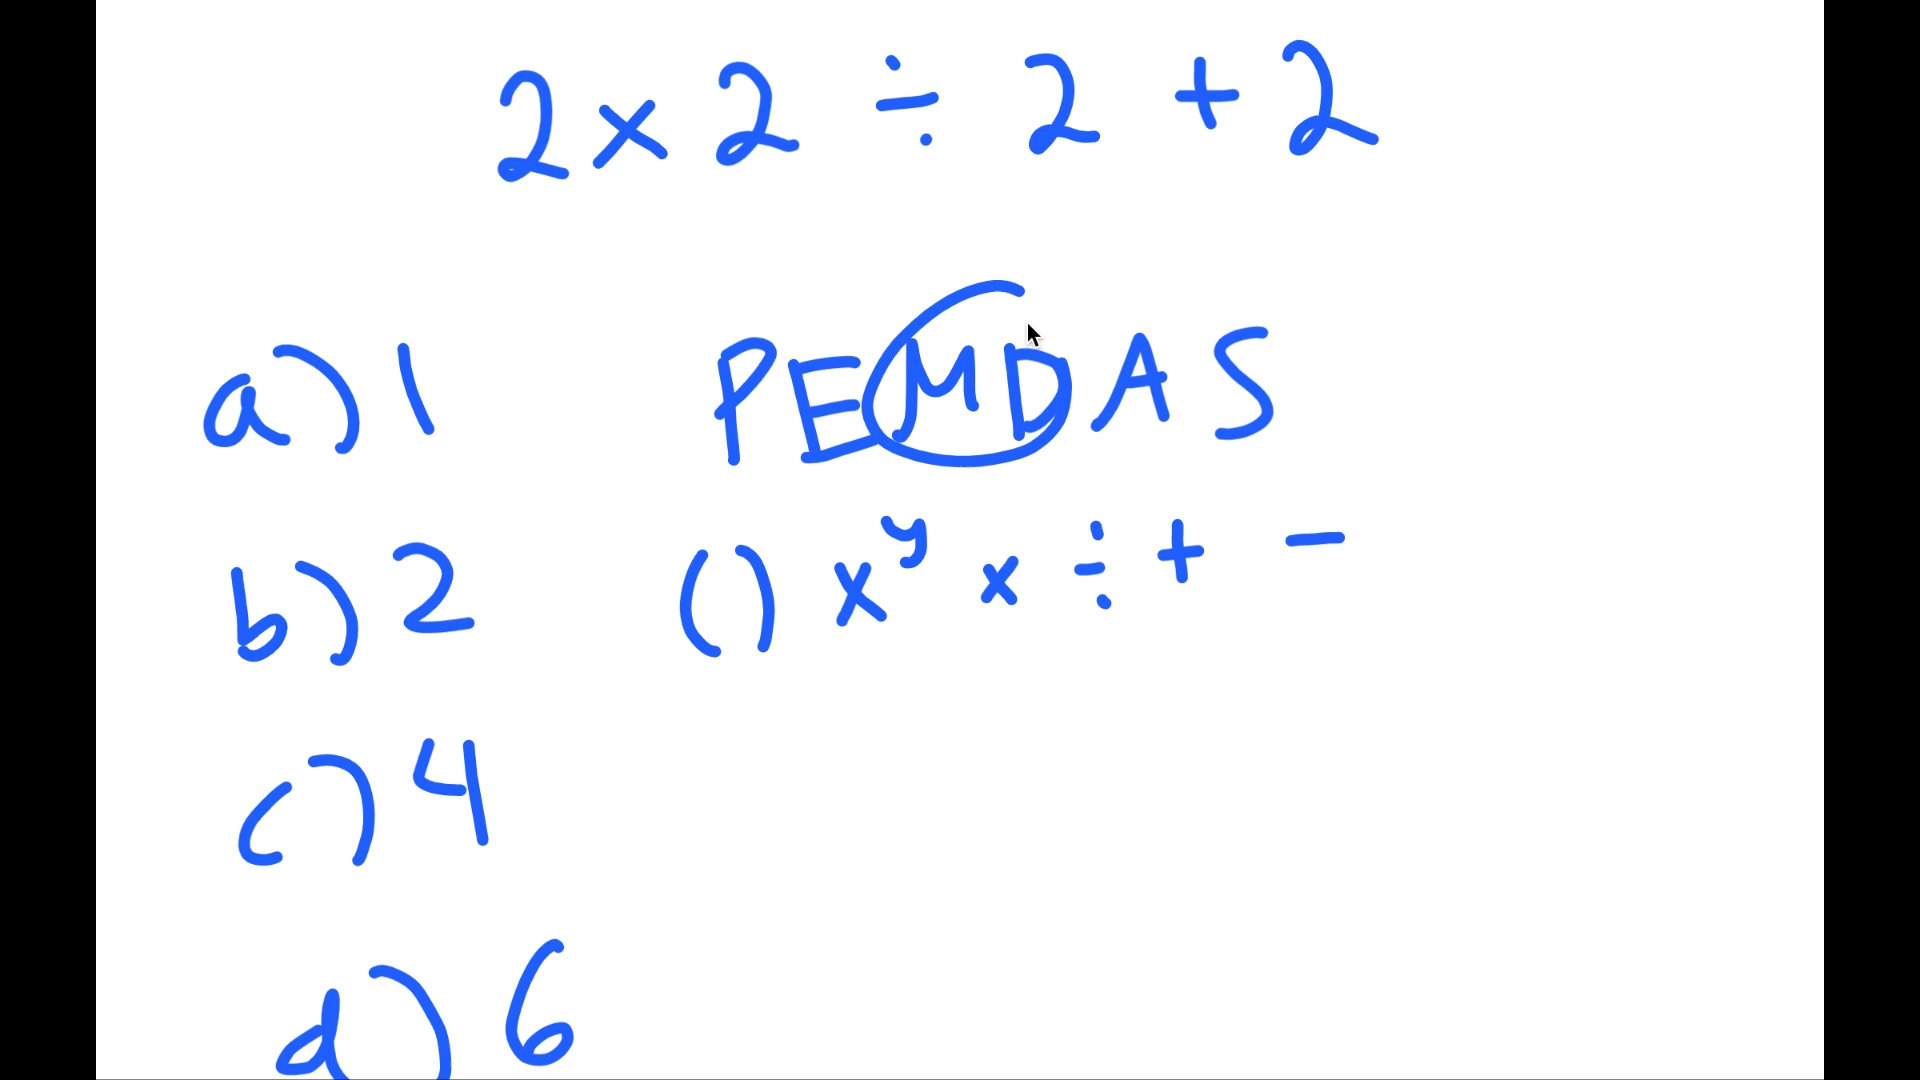 2 × 2 ÷ 2 + 2
a) 1
PEMDAS
b) 2
() x^y × ÷ + −
c) 4
d) 6